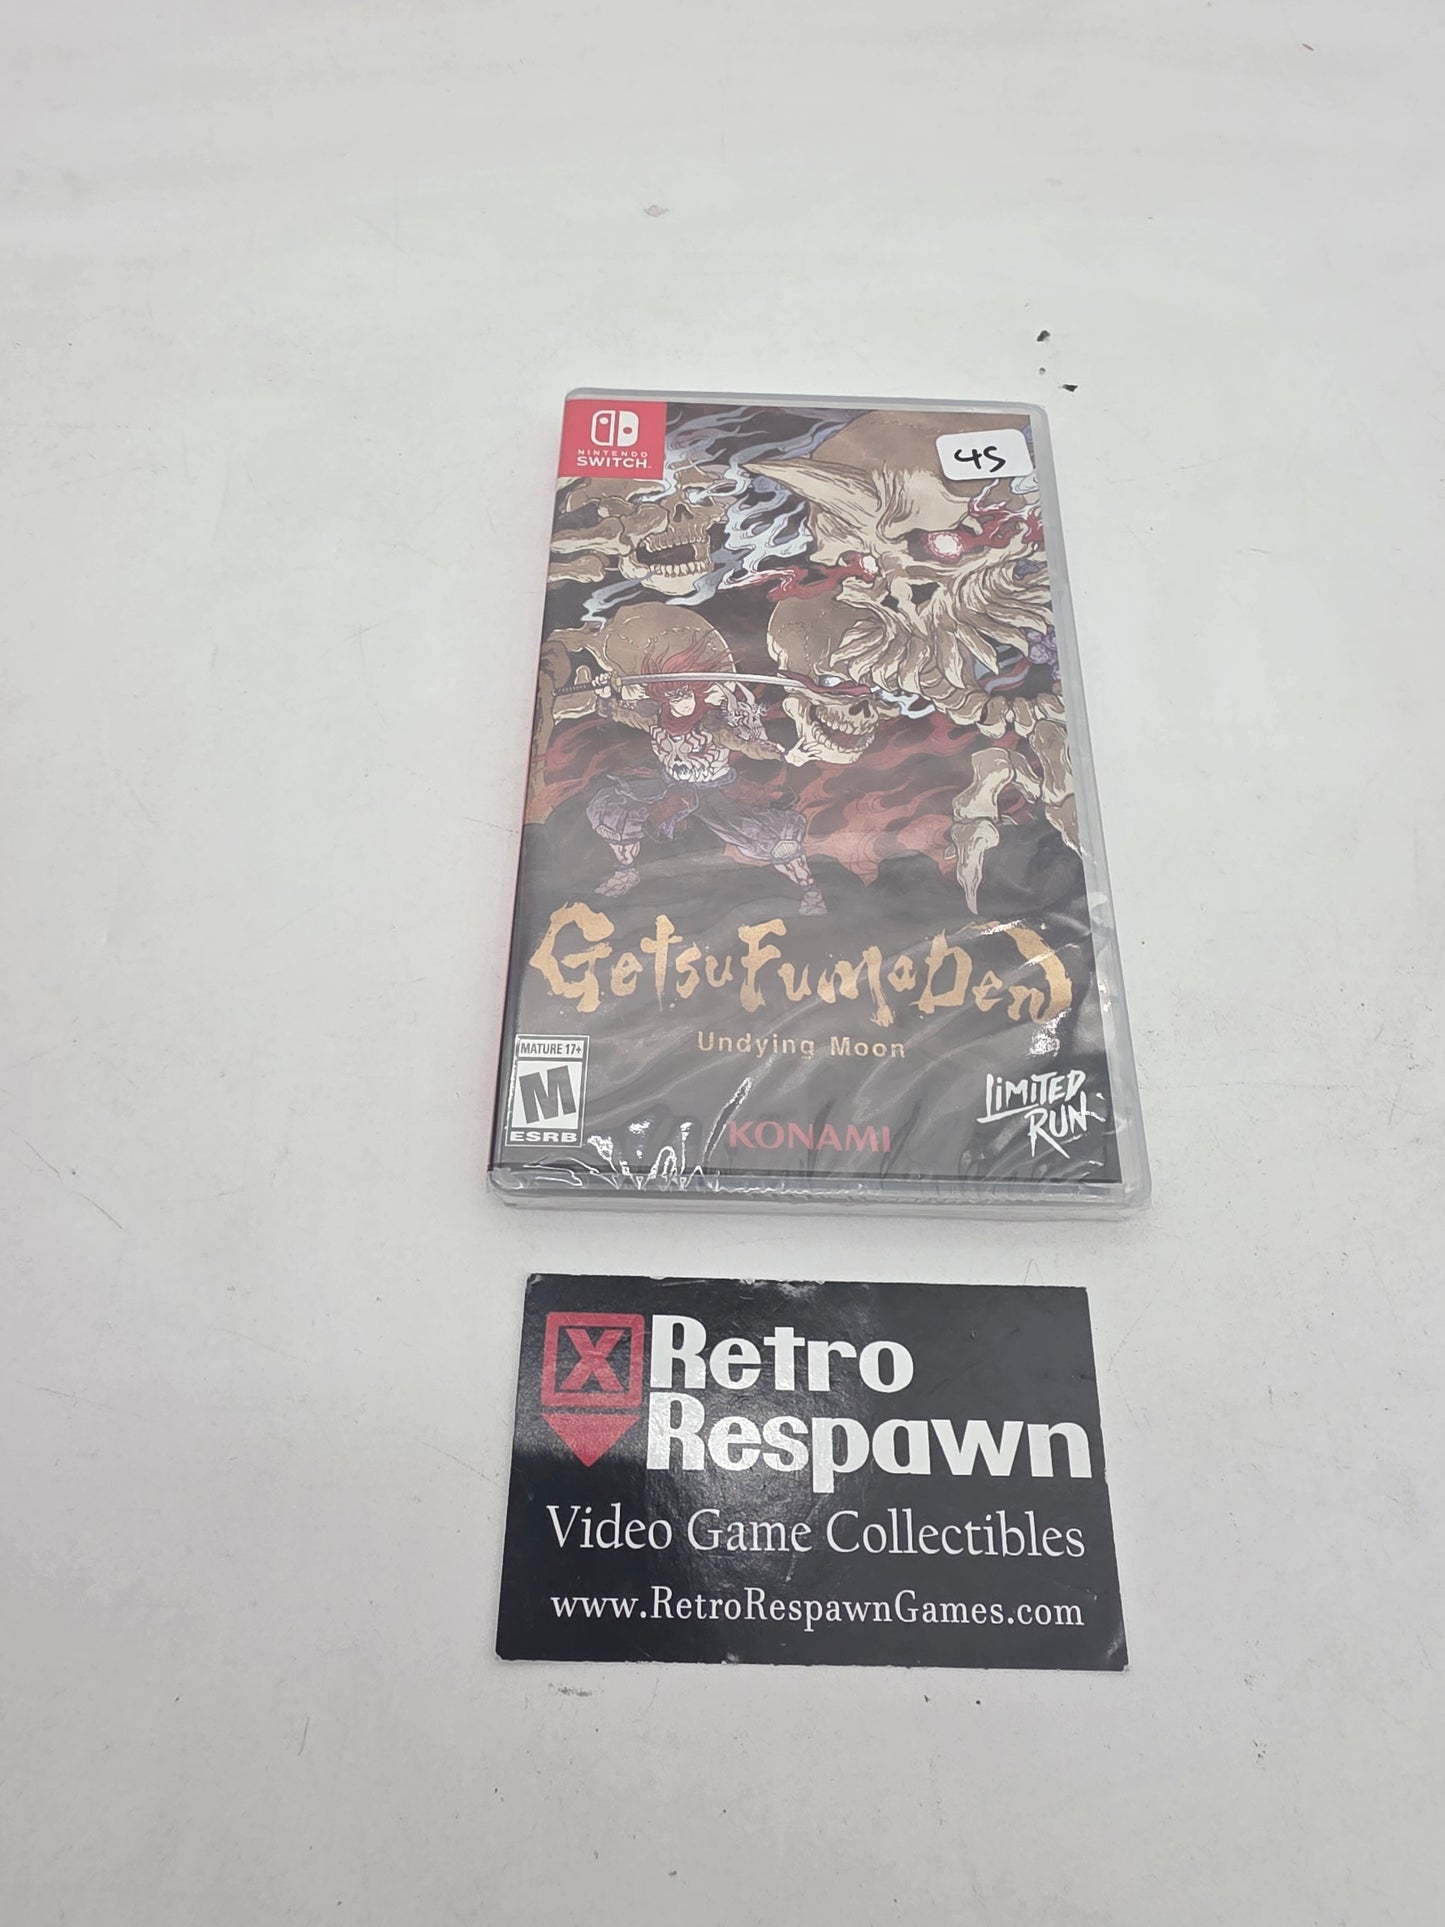 NINTENDO
SWITCH™
45
GetsuFumaDen
Undying Moon
MATURE 17+
M
ESRB
LIMITED
RUN
KONAMI
X Retro
Respawn
Video Game Collectibles
www.RetroRespawnGames.com